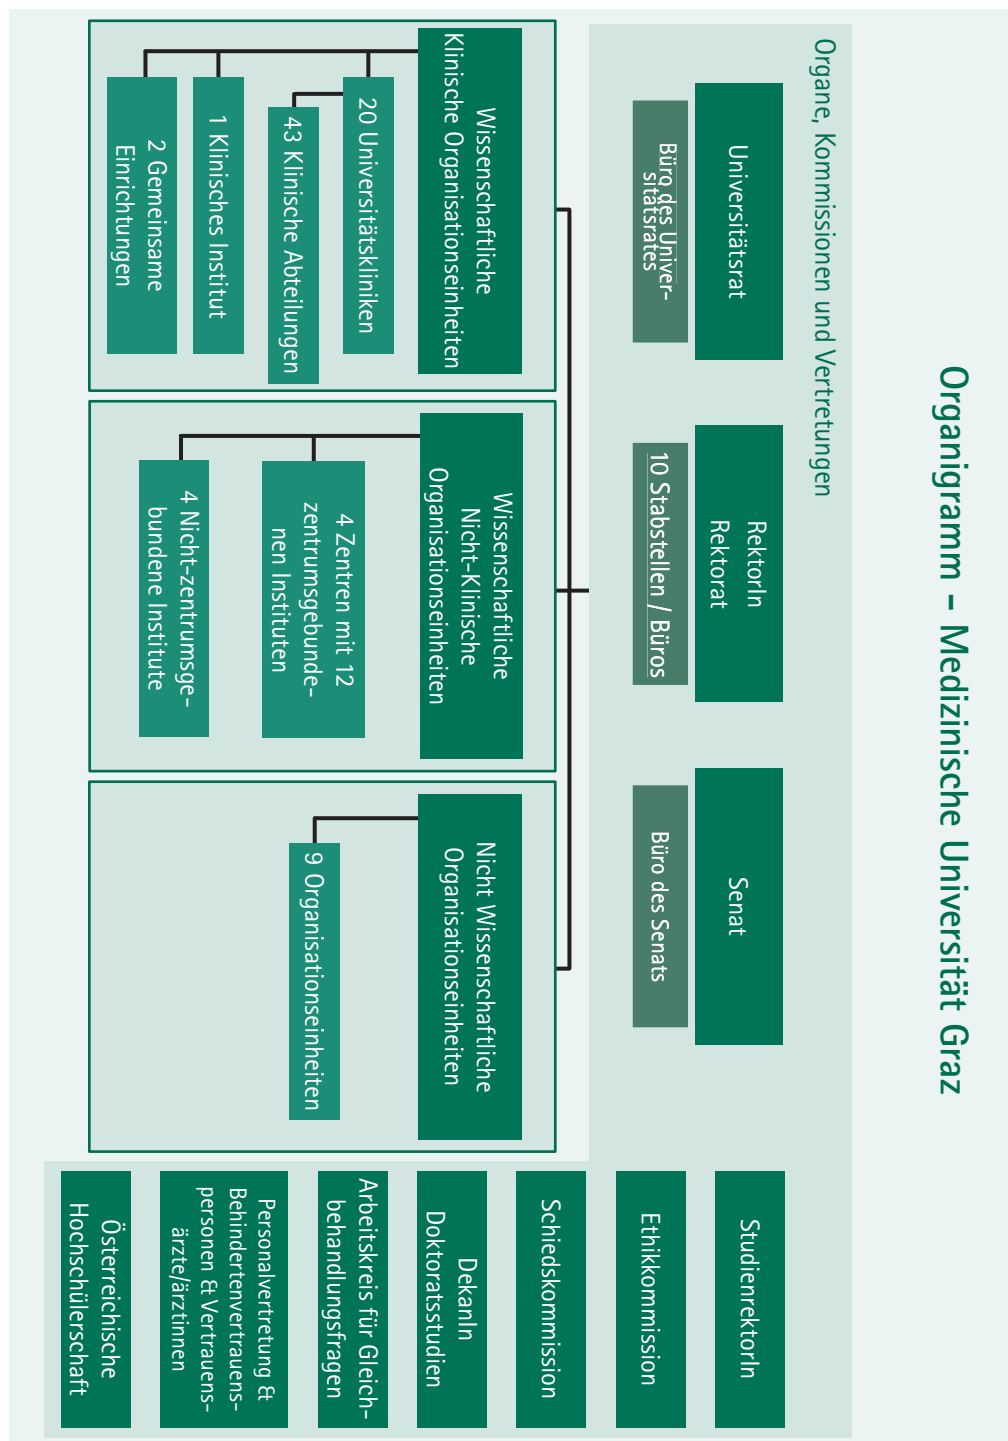 Organigramm – Medizinische Universität Graz
Organe, Kommissionen und Vertretungen
Universitätsrat
Büro des Univer-
sitätsrates
RektorIn
Rektorat
10 Stabstellen / Büros
Senat
Büro des Senats
StudienrektorIn
Ethikkommission
Schiedskommission
DekanIn
Doktoratsstudien
Arbeitskreis für Gleich-
behandlungsfragen
Personalvertretung &
Behindertenvertrauens-
personen & Vertrauens-
ärzte/ärztinnen
Österreichische
Hochschülerschaft
Wissenschaftliche
Klinische Organisationseinheiten
20 Universitätskliniken
43 Klinische Abteilungen
1 Klinisches Institut
2 Gemeinsame
Einrichtungen
Wissenschaftliche
Nicht-Klinische
Organisationseinheiten
4 Zentren mit 12
zentrumsgebunde-
nen Instituten
4 Nicht-zentrumsge-
bundene Institute
Nicht Wissenschaftliche
Organisationseinheiten
9 Organisationseinheiten